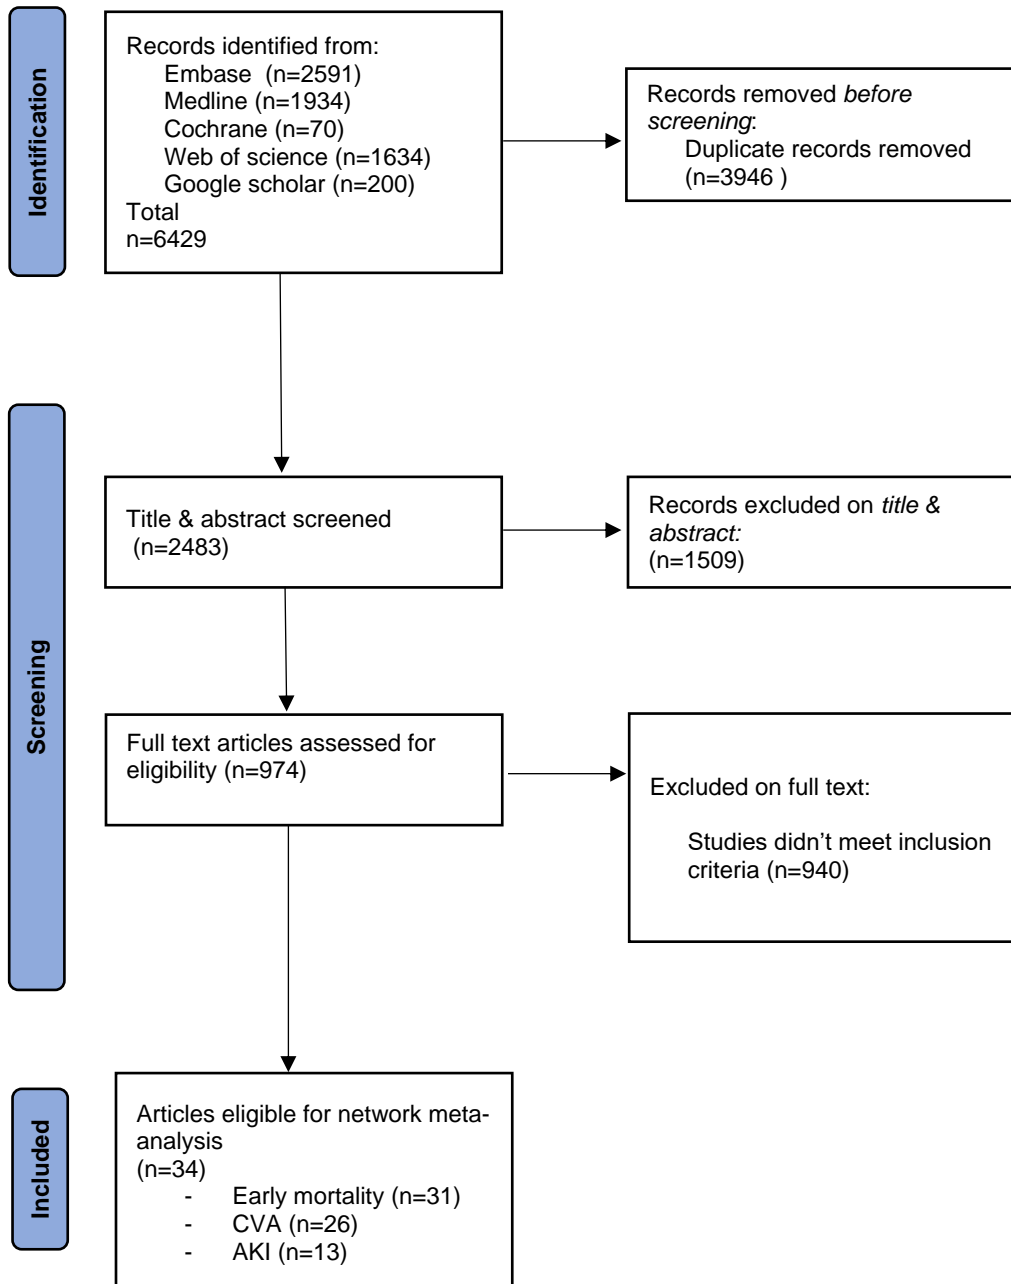 Identification
Records identified from:
Embase (n=2591)
Medline (n=1934)
Cochrane (n=70)
Web of science (n=1634)
Google scholar (n=200)
Total
n=6429
Records removed before
screening:
Duplicate records removed
(n=3946 )
Screening
Title & abstract screened
(n=2483)
Records excluded on title &
abstract:
(n=1509)
Full text articles assessed for
eligibility (n=974)
Excluded on full text:
Studies didn’t meet inclusion
criteria (n=940)
Included
Articles eligible for network meta-
analysis
(n=34)
- Early mortality (n=31)
- CVA (n=26)
- AKI (n=13)